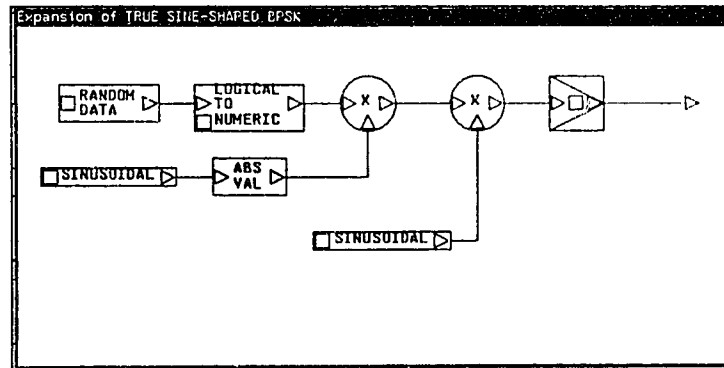 Expansion of TRUE SINE-SHAPED BPSK
RANDOM
DATA
LOGICAL
TO
NUMERIC
X
X
SINUSOIDAL
ABS
VAL
SINUSOIDAL